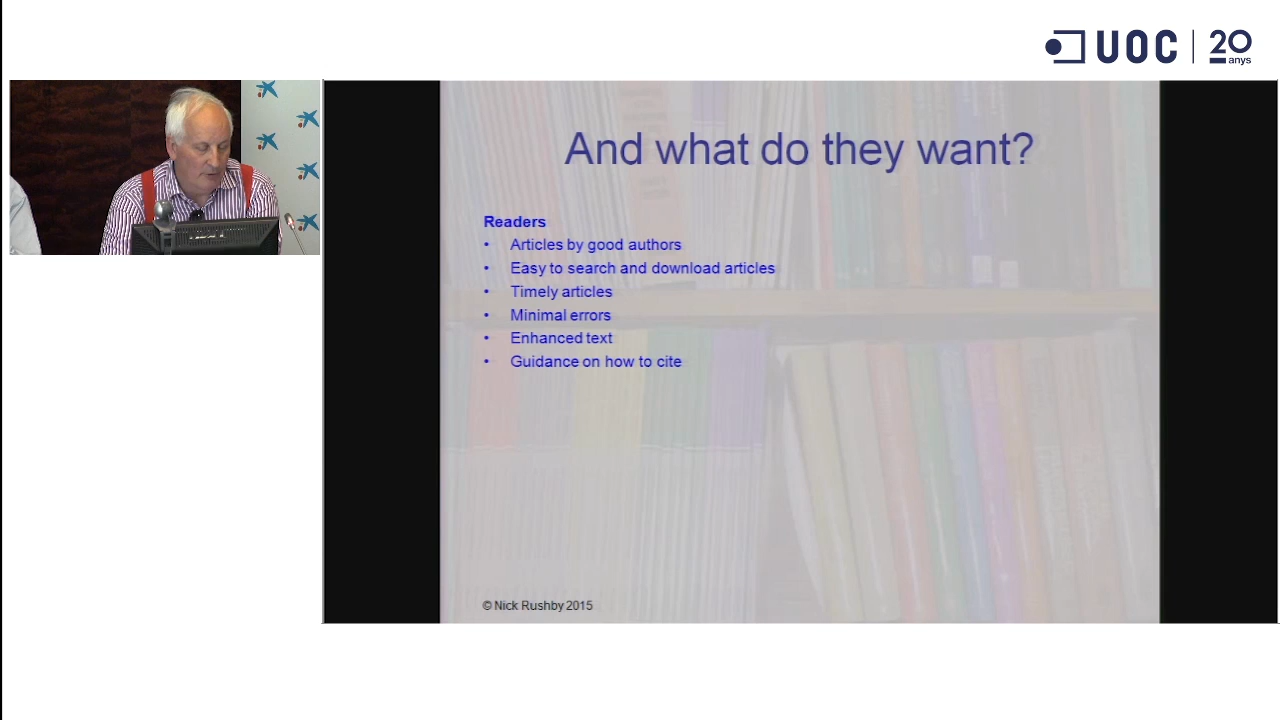 UOC
20
anys
And what do they want?
Readers
• Articles by good authors
• Easy to search and download articles
• Timely articles
• Minimal errors
• Enhanced text
• Guidance on how to cite
© Nick Rushby 2015